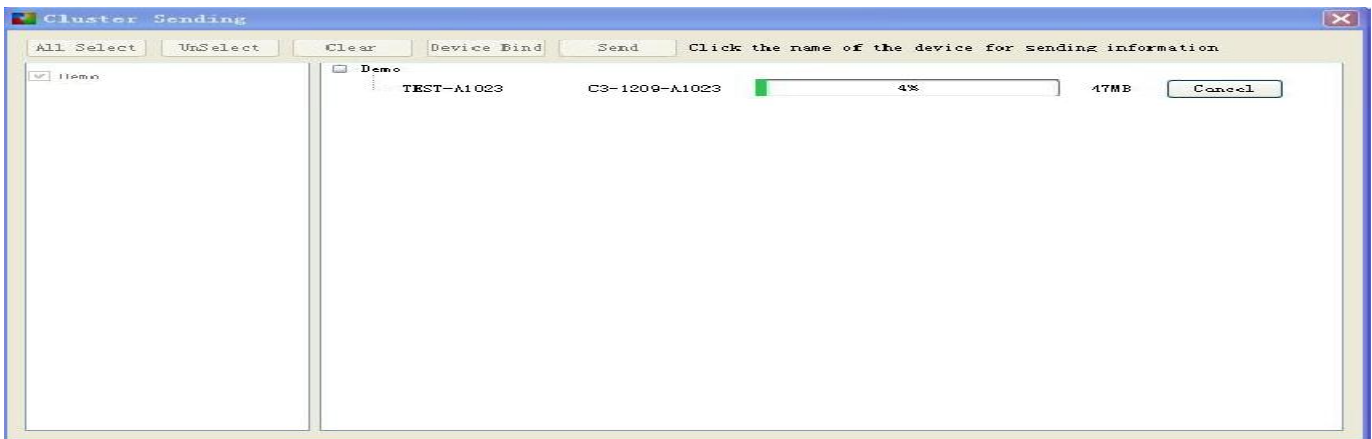 Cluster Sending
All Select UnSelect Clear Device Bind Send Click the name of the device for sending information
Demo
Demo
TEST-A1023 C3-1209-A1023 4% 47MB Cancel